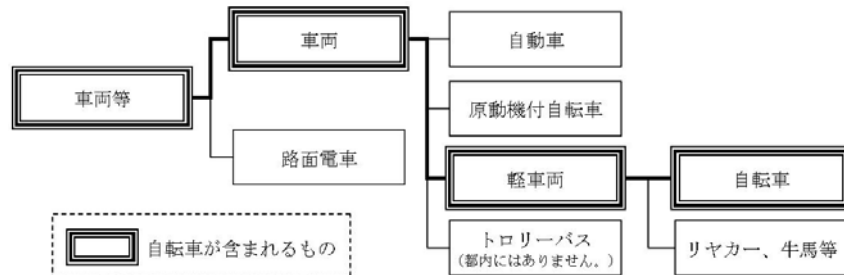 車両
自動車
車両等
原動機付自転車
路面電車
軽車両
自転車
トロリーバス
(都内にはありません。)
リヤカー、牛馬等
自転車が含まれるもの